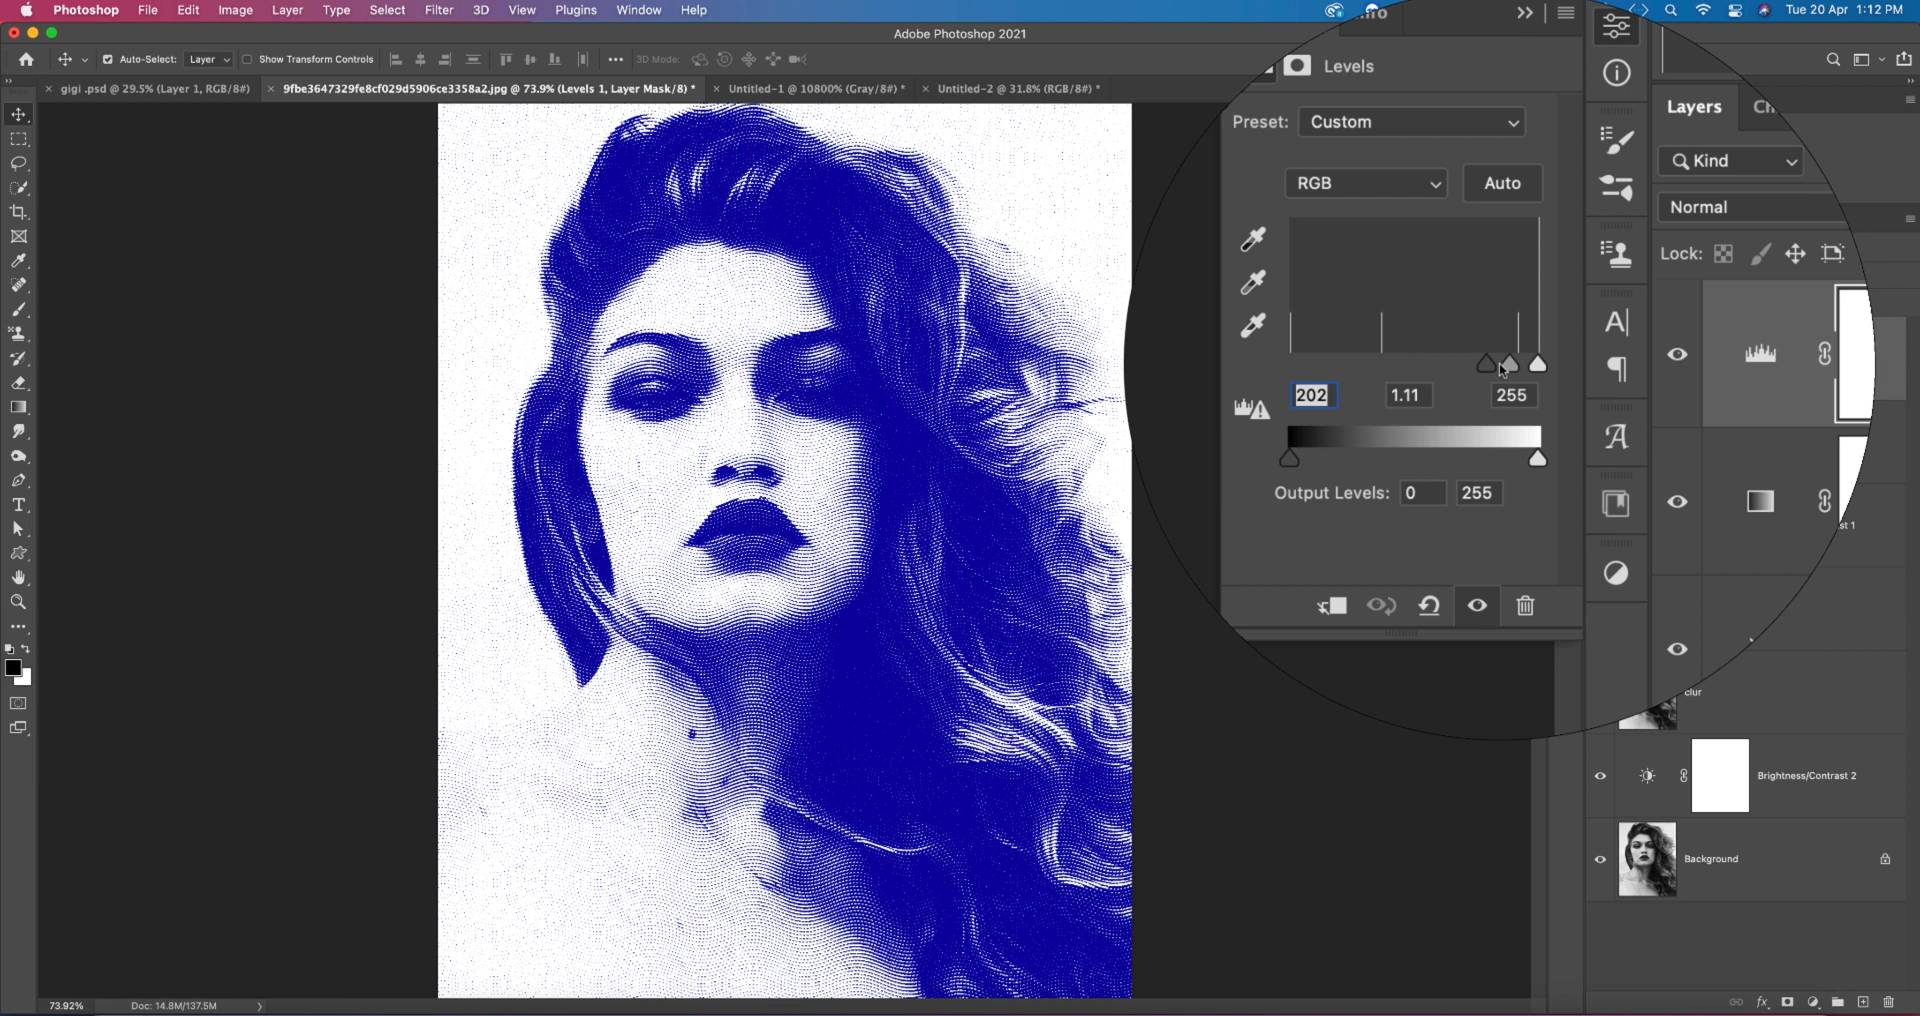 Photoshop File Edit Image Layer Type Select Filter 3D View Plugins Window Help
Tue 20 Apr 1:12 PM
Adobe Photoshop 2021
Auto-Select: Layer Show Transform Controls 3D Mode:
gigi .psd @ 29.5% (Layer 1, RGB/8#)
9fbe3647329fe8cf029d5906ce3358a2.jpg @ 73.9% (Levels 1, Layer Mask/8) *
Untitled-1 @ 10800% (Gray/8#) *
Untitled-2 @ 31.8% (RGB/8#) *
Levels
Preset: Custom
RGB Auto
202 1.11 255
Output Levels: 0 255
Layers
Kind
Normal
Lock:
st 1
Brightness/Contrast 2
Background
73.92% Doc: 14.8M/137.5M